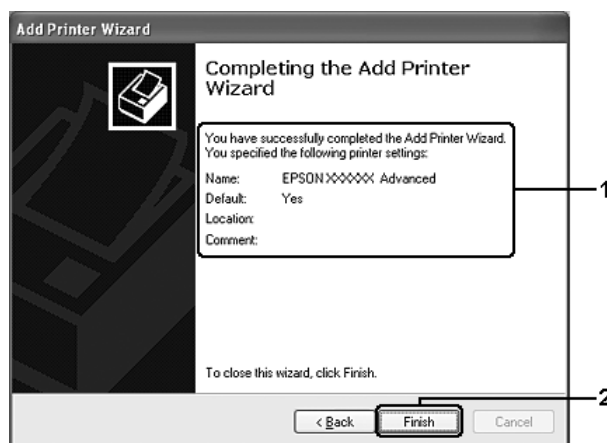 Add Printer Wizard
Completing the Add Printer
Wizard
You have successfully completed the Add Printer Wizard.
You specified the following printer settings:
Name: EPSON XXXXXX Advanced
Default: Yes
Location:
Comment:
1
To close this wizard, click Finish.
2
< Back Finish Cancel